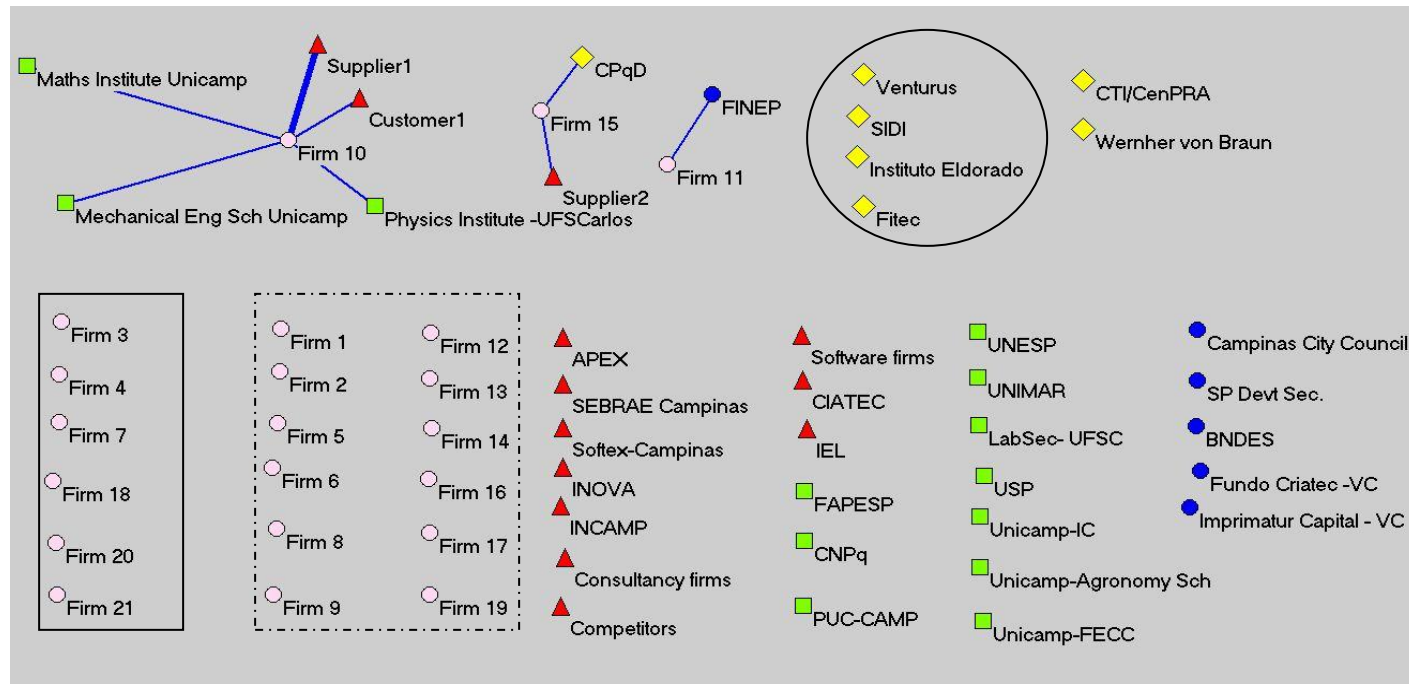 Maths Institute Unicamp
Supplier1
Customer1
Firm 10
Mechanical Eng Sch Unicamp
Physics Institute -UFSCarlos
CPqD
Firm 15
Supplier2
FINEP
Firm 11
Venturus
SIDI
Instituto Eldorado
Fitec
CTI/CenPRA
Wernher von Braun
Firm 3
Firm 4
Firm 7
Firm 18
Firm 20
Firm 21
Firm 1
Firm 2
Firm 5
Firm 6
Firm 8
Firm 9
Firm 12
Firm 13
Firm 14
Firm 16
Firm 17
Firm 19
APEX
SEBRAE Campinas
Softex-Campinas
INOVA
INCAMP
Consultancy firms
Competitors
Software firms
CIATEC
IEL
FAPESP
CNPq
PUC-CAMP
UNESP
UNIMAR
LabSec- UFSC
USP
Unicamp-IC
Unicamp-Agronomy Sch
Unicamp-FECC
Campinas City Council
SP Devt Sec.
BNDES
Fundo Criatec -VC
Imprimatur Capital - VC